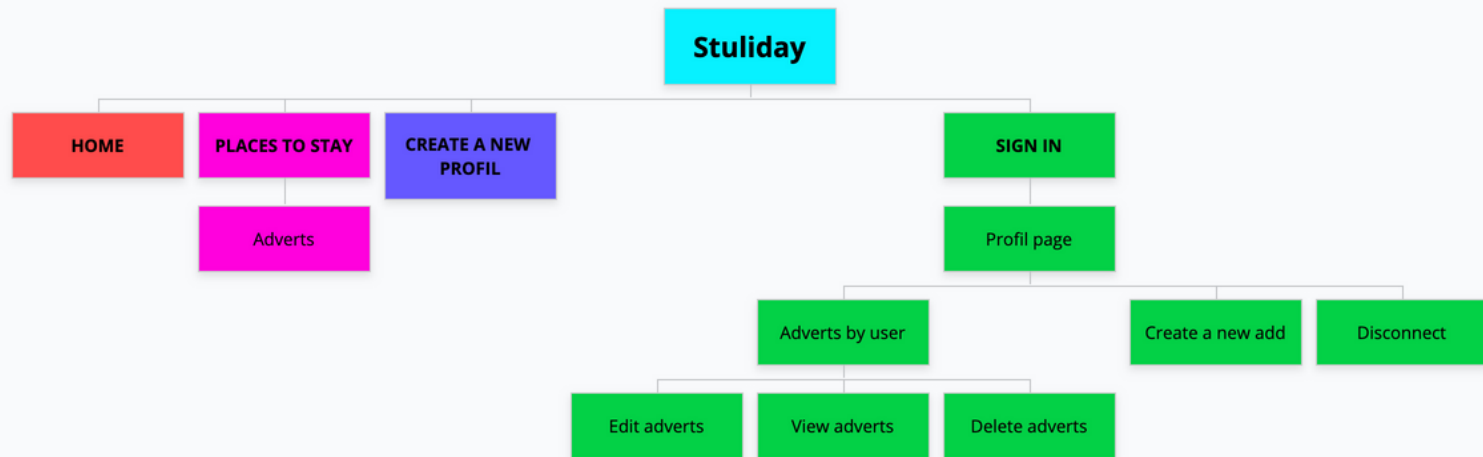 Stuliday
HOME
PLACES TO STAY
CREATE A NEW
PROFIL
SIGN IN
Adverts
Profil page
Adverts by user
Create a new add
Disconnect
Edit adverts
View adverts
Delete adverts